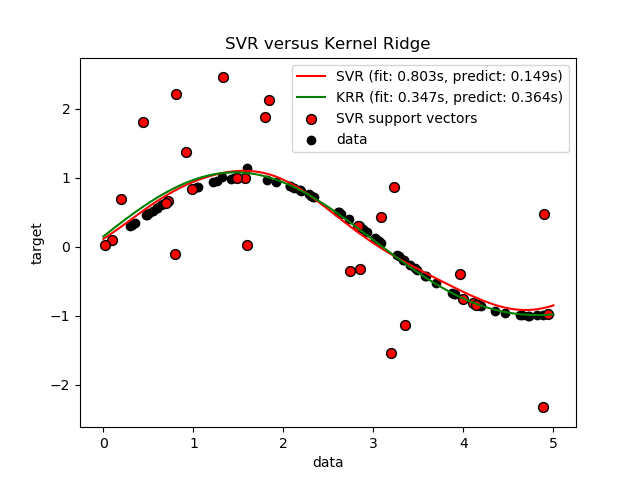 SVR versus Kernel Ridge
SVR (fit: 0.803s, predict: 0.149s)
KRR (fit: 0.347s, predict: 0.364s)
SVR support vectors
data
target
2
1
0
−1
−2
0 1 2 3 4 5
data